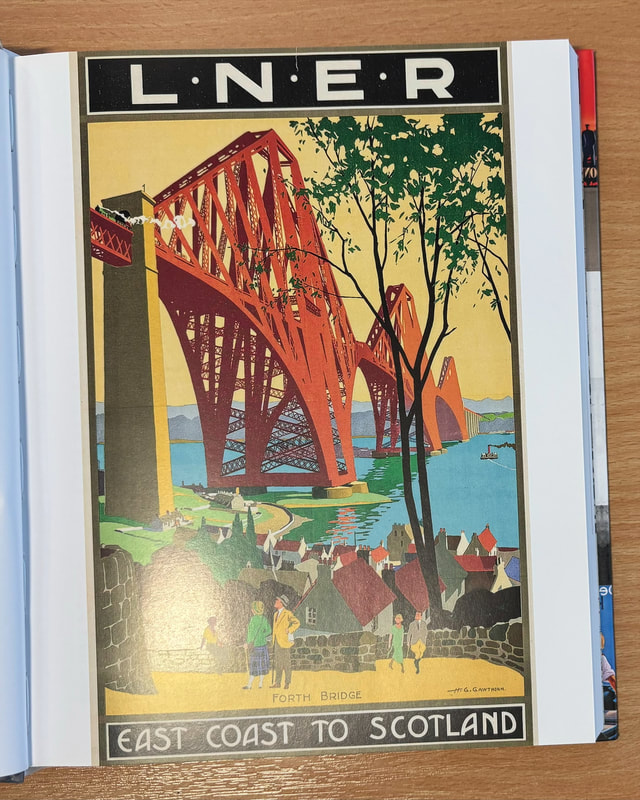 L·N·E·R
FORTH BRIDGE
H. G. GAWTHORN
EAST COAST TO SCOTLAND